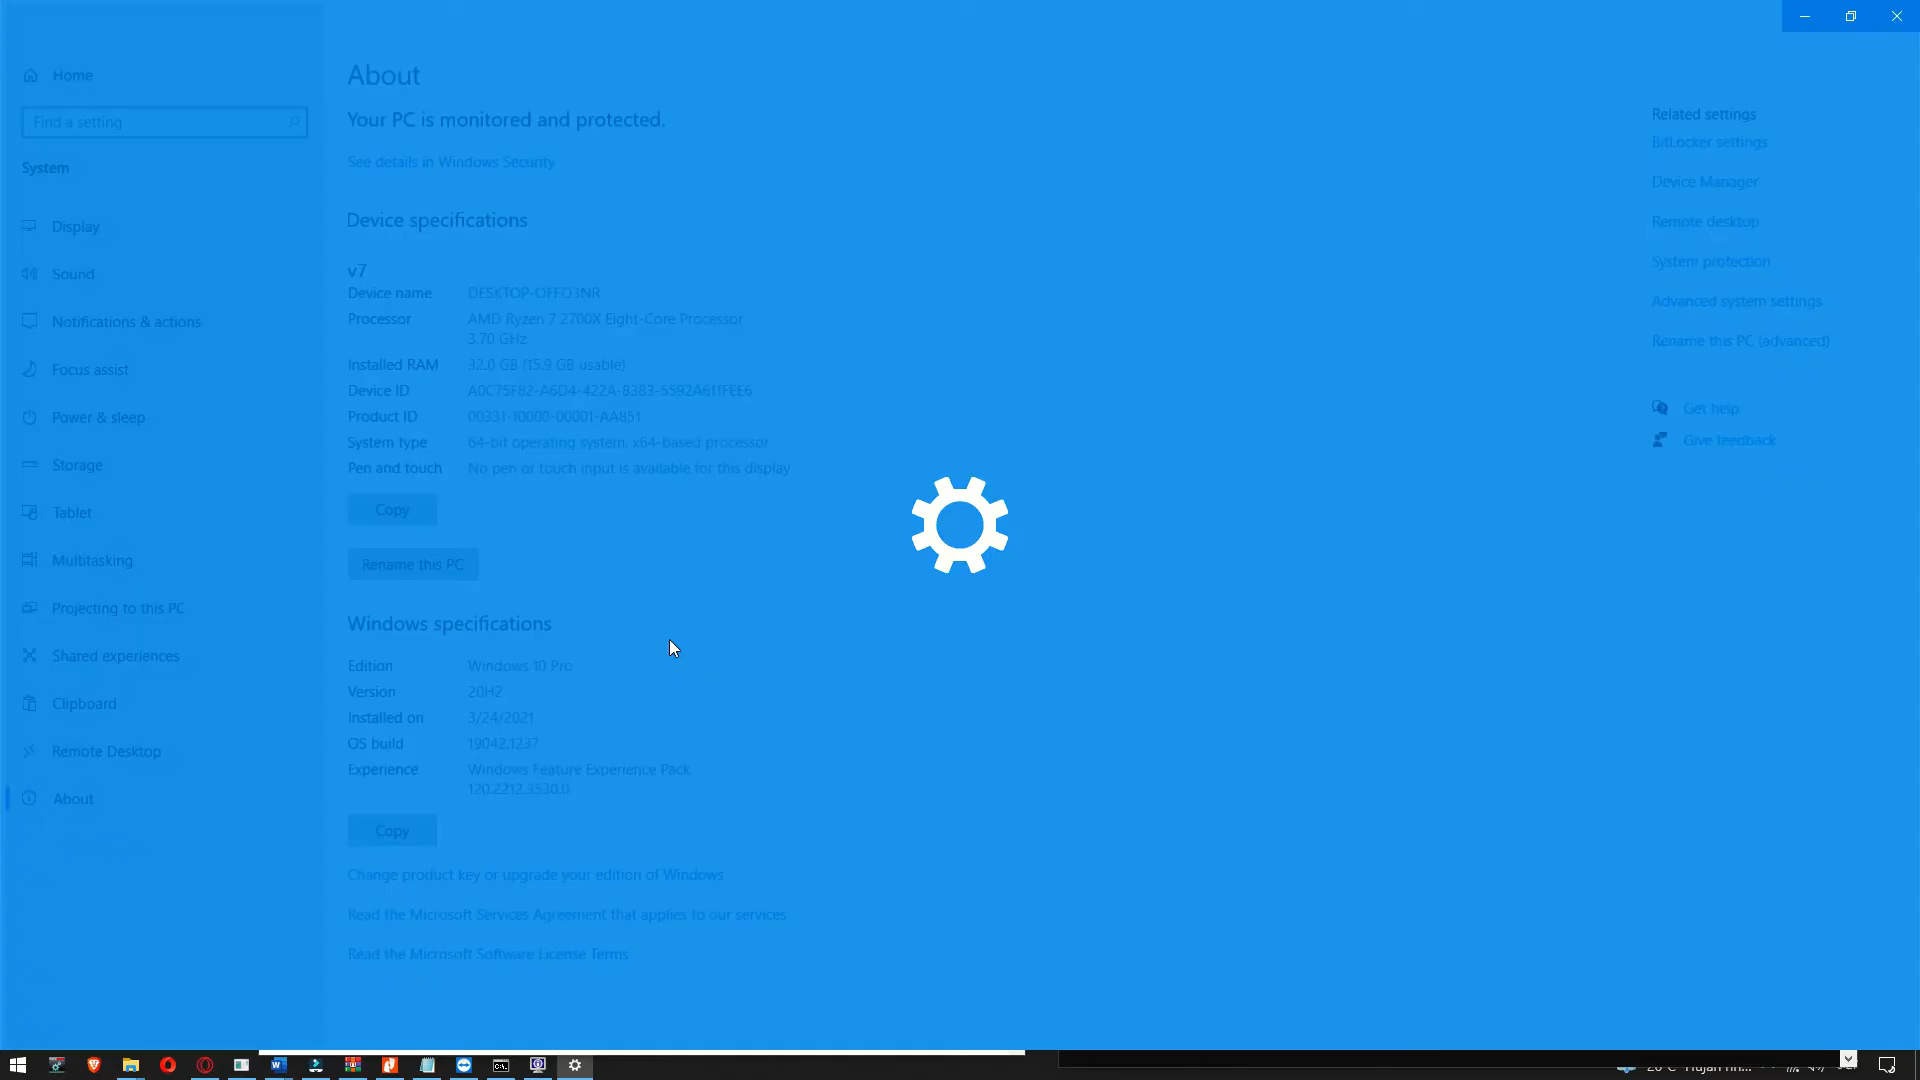 Home
Find a setting
System
Display
Sound
Notifications & actions
Focus assist
Power & sleep
Storage
Tablet
Multitasking
Projecting to this PC
Shared experiences
Clipboard
Remote Desktop
About
About
Your PC is monitored and protected.
See details in Windows Security
Device specifications
v7
Device name DESKTOP-OFFO3NR
Processor AMD Ryzen 7 2700X Eight-Core Processor
3.70 GHz
Installed RAM 32.0 GB (15.9 GB usable)
Device ID A0C75F82-A6D4-422A-8383-5592A611FEE6
Product ID 00331-10000-00001-AA851
System type 64-bit operating system, x64-based processor
Pen and touch No pen or touch input is available for this display
Copy
Rename this PC
Windows specifications
Edition Windows 10 Pro
Version 20H2
Installed on 3/24/2021
OS build 19042.1237
Experience Windows Feature Experience Pack
120.2212.3530.0
Copy
Change product key or upgrade your edition of Windows
Read the Microsoft Services Agreement that applies to our services
Read the Microsoft Software License Terms
Related settings
BitLocker settings
Device Manager
Remote desktop
System protection
Advanced system settings
Rename this PC (advanced)
Get help
Give feedback